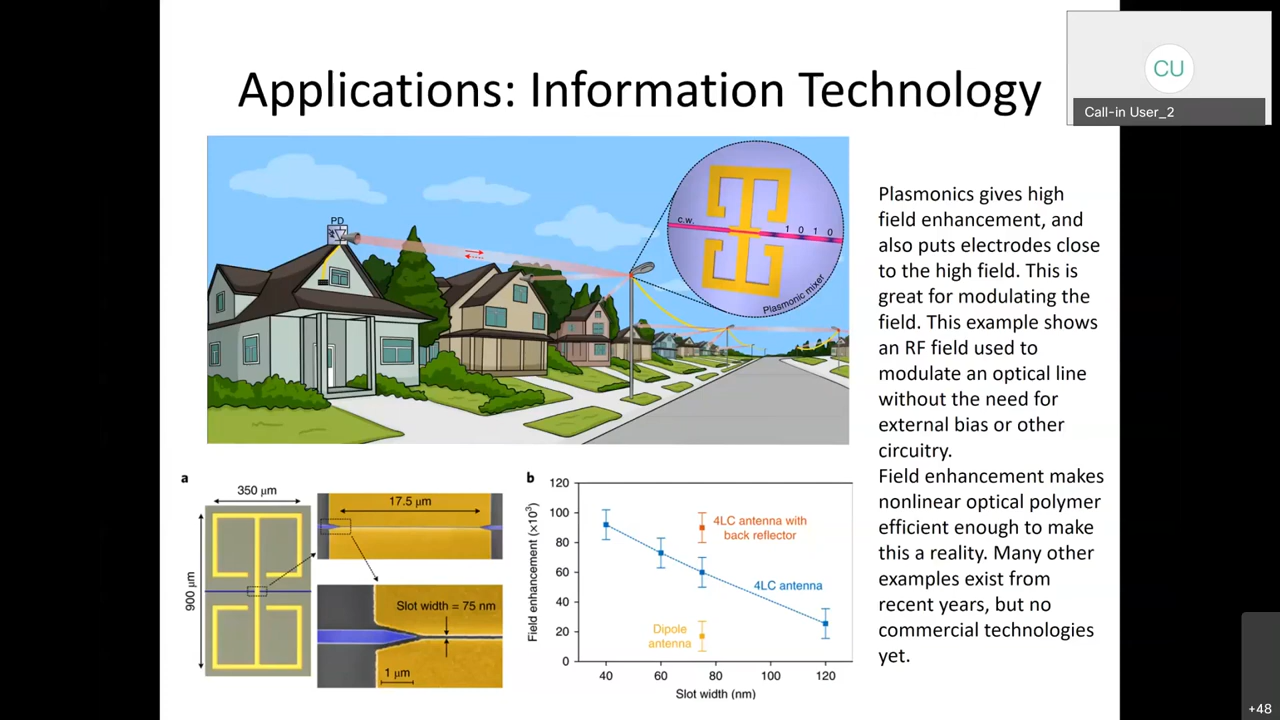 Applications: Information Technology
CU
Call-in User_2
PD
c.w.
1 0 1 0
Plasmonic mixer
Plasmonics gives high
field enhancement, and
also puts electrodes close
to the high field. This is
great for modulating the
field. This example shows
an RF field used to
modulate an optical line
without the need for
external bias or other
circuitry.
Field enhancement makes
nonlinear optical polymer
efficient enough to make
this a reality. Many other
examples exist from
recent years, but no
commercial technologies
yet.
a
350 μm
900 μm
17.5 μm
Slot width = 75 nm
1 μm
b
Field enhancement (×10³)
120
100
80
60
40
20
0
4LC antenna with
back reflector
4LC antenna
Dipole
antenna
40 60 80 100 120
Slot width (nm)
+48